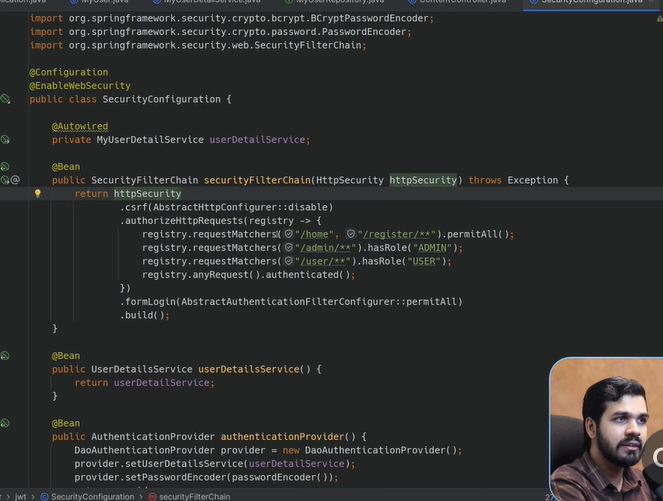 MyUser.java MyUserDetailService.java MyUserRepository.java ContentController.java SecurityConfiguration.java
import org.springframework.security.crypto.bcrypt.BCryptPasswordEncoder;
import org.springframework.security.crypto.password.PasswordEncoder;
import org.springframework.security.web.SecurityFilterChain;
@Configuration
@EnableWebSecurity
public class SecurityConfiguration {
@Autowired
private MyUserDetailService userDetailService;
@Bean
public SecurityFilterChain securityFilterChain(HttpSecurity httpSecurity) throws Exception {
return httpSecurity
.csrf(AbstractHttpConfigurer::disable)
.authorizeHttpRequests(registry -> {
registry.requestMatchers("/home", "/register/**").permitAll();
registry.requestMatchers("/admin/**").hasRole("ADMIN");
registry.requestMatchers("/user/**").hasRole("USER");
registry.anyRequest().authenticated();
})
.formLogin(AbstractAuthenticationFilterConfigurer::permitAll)
.build();
}
@Bean
public UserDetailsService userDetailsService() {
return userDetailService;
}
@Bean
public AuthenticationProvider authenticationProvider() {
DaoAuthenticationProvider provider = new DaoAuthenticationProvider();
provider.setUserDetailsService(userDetailService);
provider.setPasswordEncoder(passwordEncoder());
jwt > SecurityConfiguration > securityFilterChain